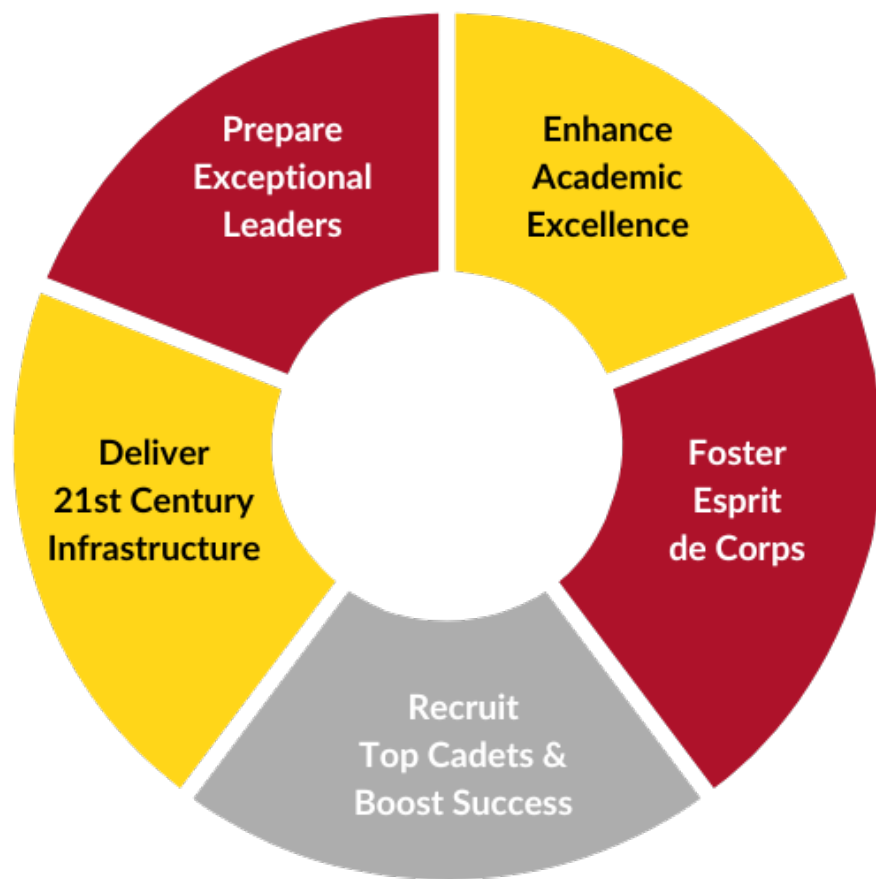 Prepare
Exceptional
Leaders
Enhance
Academic
Excellence
Foster
Esprit
de Corps
Recruit
Top Cadets &
Boost Success
Deliver
21st Century
Infrastructure